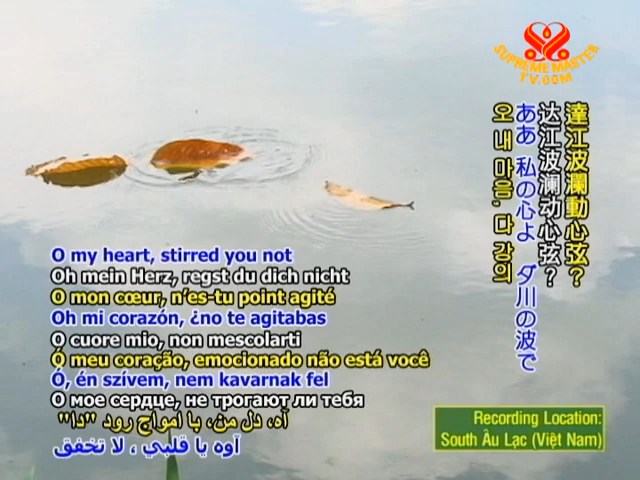 SUPREME MASTER
TV.COM
達江波瀾動心弦？
达江波澜动心弦？
ああ 私の心よ ダ川の波で
오 내 마음, 다 강의
O my heart, stirred you not
Oh mein Herz, regst du dich nicht
O mon cœur, n’es-tu point agité
Oh mi corazón, ¿no te agitabas
O cuore mio, non mescolarti
Ó meu coração, emocionado não está você
Ó, én szívem, nem kavarnak fel
О мое сердце, не трогают ли тебя
آه، دل من، با امواج رود "دا"
آوه يا قلبي ، لا تخفق
Recording Location:
South Âu Lạc (Việt Nam)